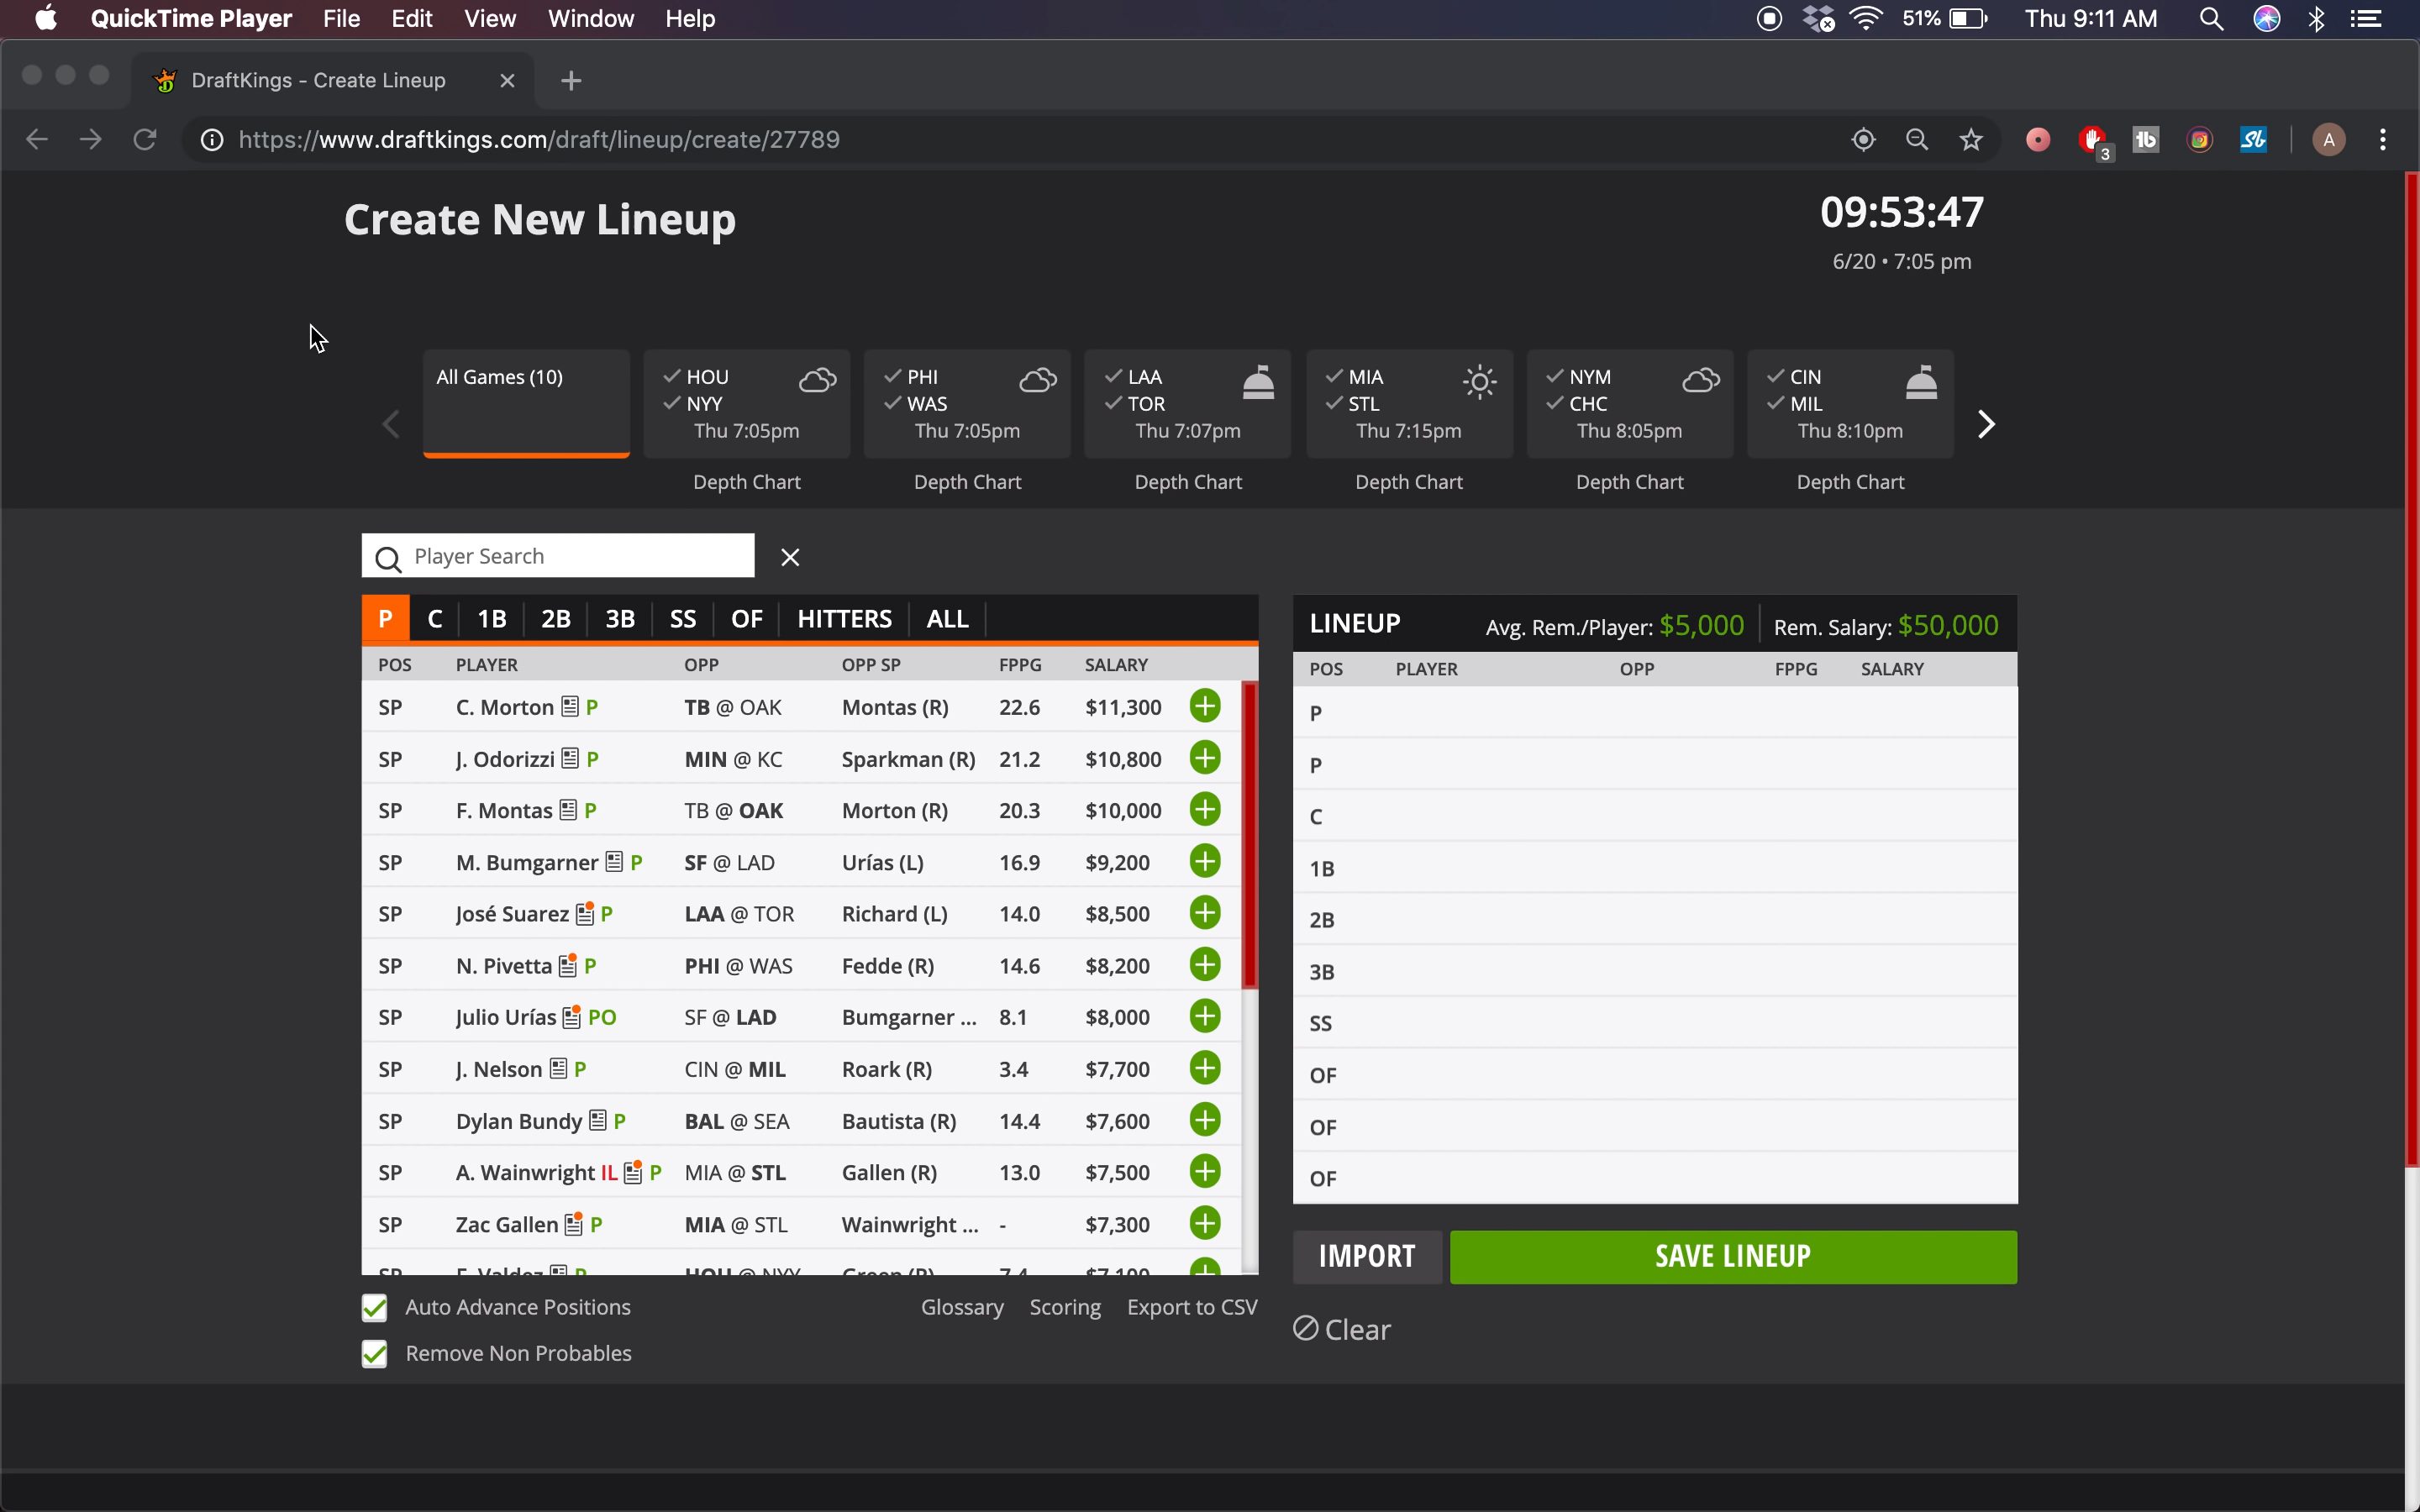 QuickTime Player File Edit View Window Help 51% Thu 9:11 AM
DraftKings - Create Lineup
https://www.draftkings.com/draft/lineup/create/27789
3 tb Sb A
Create New Lineup
09:53:47
6/20 • 7:05 pm
All Games (10)
HOU
NYY
Thu 7:05pm
Depth Chart
PHI
WAS
Thu 7:05pm
Depth Chart
LAA
TOR
Thu 7:07pm
Depth Chart
MIA
STL
Thu 7:15pm
Depth Chart
NYM
CHC
Thu 8:05pm
Depth Chart
CIN
MIL
Thu 8:10pm
Depth Chart
Player Search
P C 1B 2B 3B SS OF HITTERS ALL
POS PLAYER OPP OPP SP FPPG SALARY
SP C. Morton P TB @ OAK Montas (R) 22.6 $11,300
SP J. Odorizzi P MIN @ KC Sparkman (R) 21.2 $10,800
SP F. Montas P TB @ OAK Morton (R) 20.3 $10,000
SP M. Bumgarner P SF @ LAD Urías (L) 16.9 $9,200
SP José Suarez P LAA @ TOR Richard (L) 14.0 $8,500
SP N. Pivetta P PHI @ WAS Fedde (R) 14.6 $8,200
SP Julio Urías PO SF @ LAD Bumgarner ... 8.1 $8,000
SP J. Nelson P CIN @ MIL Roark (R) 3.4 $7,700
SP Dylan Bundy P BAL @ SEA Bautista (R) 14.4 $7,600
SP A. Wainwright IL P MIA @ STL Gallen (R) 13.0 $7,500
SP Zac Gallen P MIA @ STL Wainwright ... - $7,300
SP F. Valdez P HOU @ NYY Green (R) 7.4 $7,100
Auto Advance Positions
Remove Non Probables
Glossary Scoring Export to CSV
LINEUP Avg. Rem./Player: $5,000 Rem. Salary: $50,000
POS PLAYER OPP FPPG SALARY
P
P
C
1B
2B
3B
SS
OF
OF
OF
IMPORT SAVE LINEUP
Clear